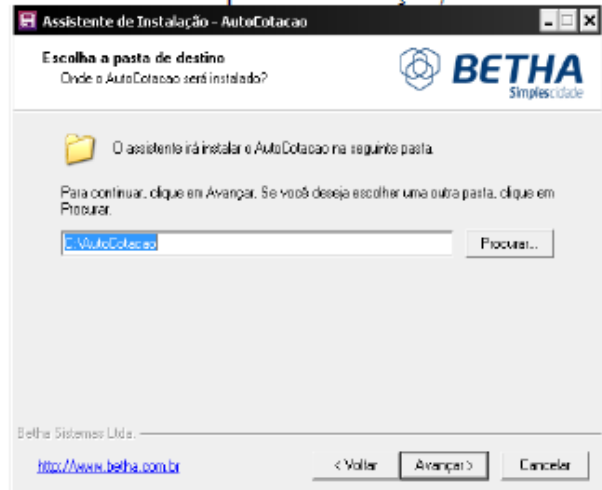 Assistente de Instalação - AutoCotacao
Escolha a pasta de destino
Onde o AutoCotacao será instalado?
BETHA
Simplescidade
O assistente irá instalar o AutoCotacao na seguinte pasta.
Para continuar, clique em Avançar. Se você deseja escolher uma outra pasta, clique em
Procurar.
C:\AutoCotacao
Procurar...
Betha Sistemas Ltda.
http://www.betha.com.br
< Voltar
Avançar >
Cancelar